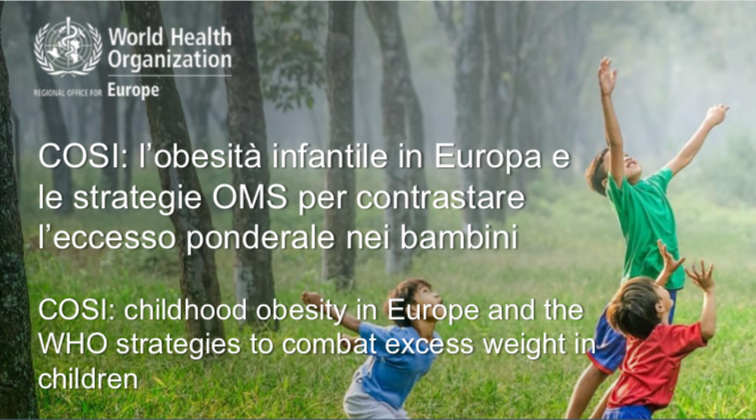 World Health
Organization
REGIONAL OFFICE FOR Europe
COSI: l’obesità infantile in Europa e
le strategie OMS per contrastare
l’eccesso ponderale nei bambini
COSI: childhood obesity in Europe and the
WHO strategies to combat excess weight in
children